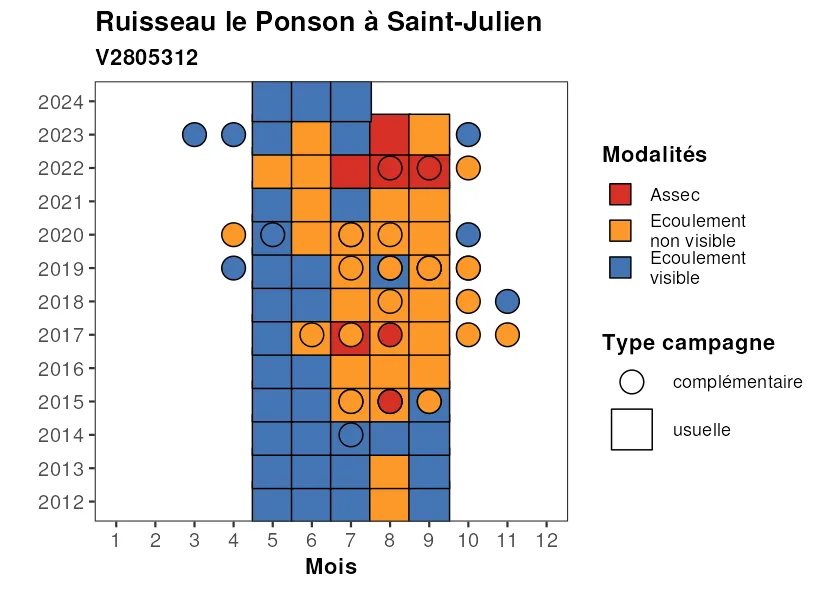 Ruisseau le Ponson à Saint-Julien
V2805312
2024
2023
2022
2021
2020
2019
2018
2017
2016
2015
2014
2013
2012
1 2 3 4 5 6 7 8 9 10 11 12
Mois
Modalités
Assec
Ecoulement
non visible
Ecoulement
visible
Type campagne
complémentaire
usuelle